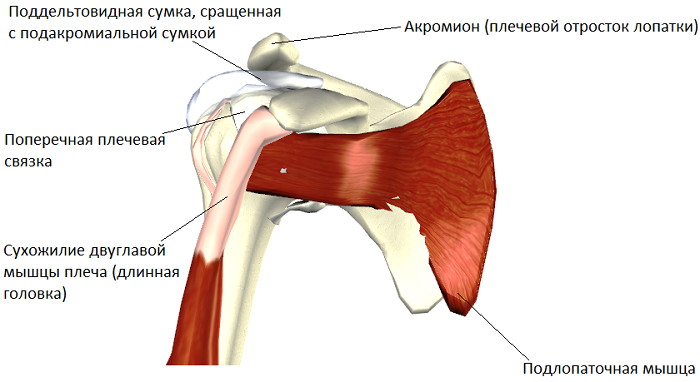 Поддельтовидная сумка, сращенная
с подакромиальной сумкой
Акромион (плечевой отросток лопатки)
Поперечная плечевая
связка
Сухожилие двуглавой
мышцы плеча (длинная
головка)
Подлопаточная мышца